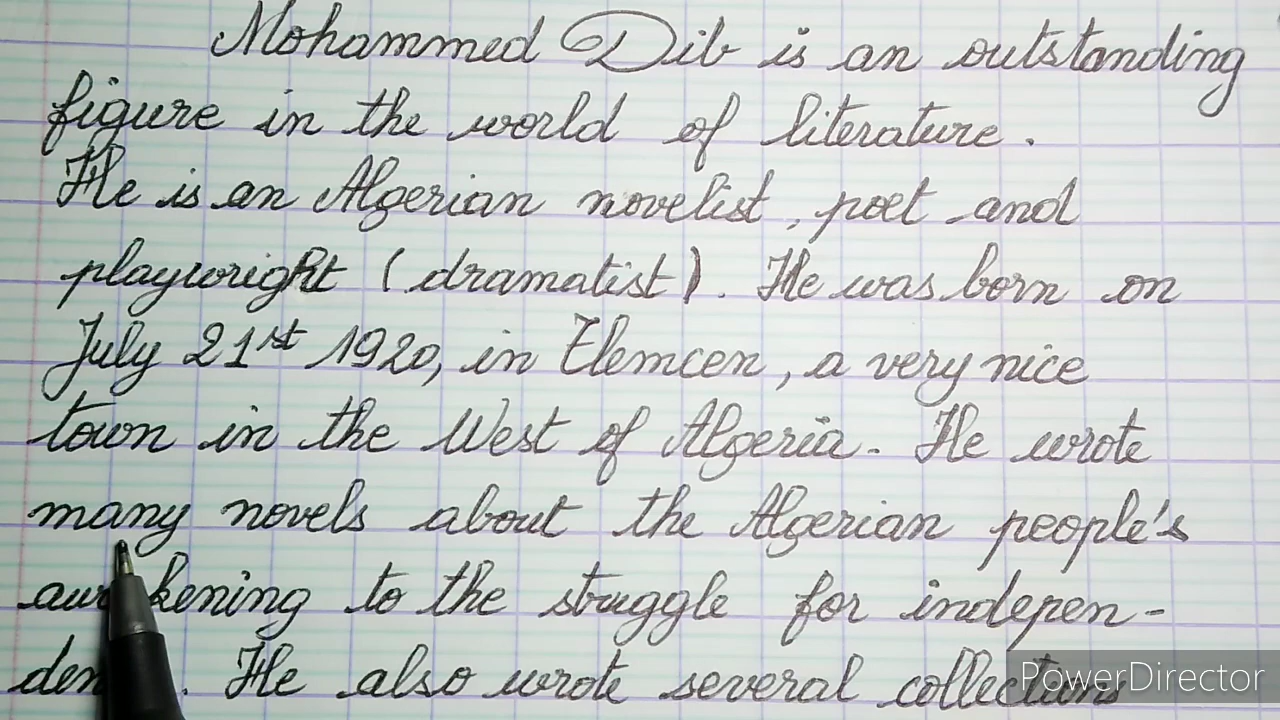 Mohammed Dib is an outstanding
figure in the world of literature.
He is an Algerian novelist, poet and
playwright (dramatist). He was born on
July 21st 1920, in Tlemcen, a very nice
town in the West of Algeria. He wrote
many novels about the Algerian people's
to the struggle for indepen-
He also wrote several collections
PowerDirector